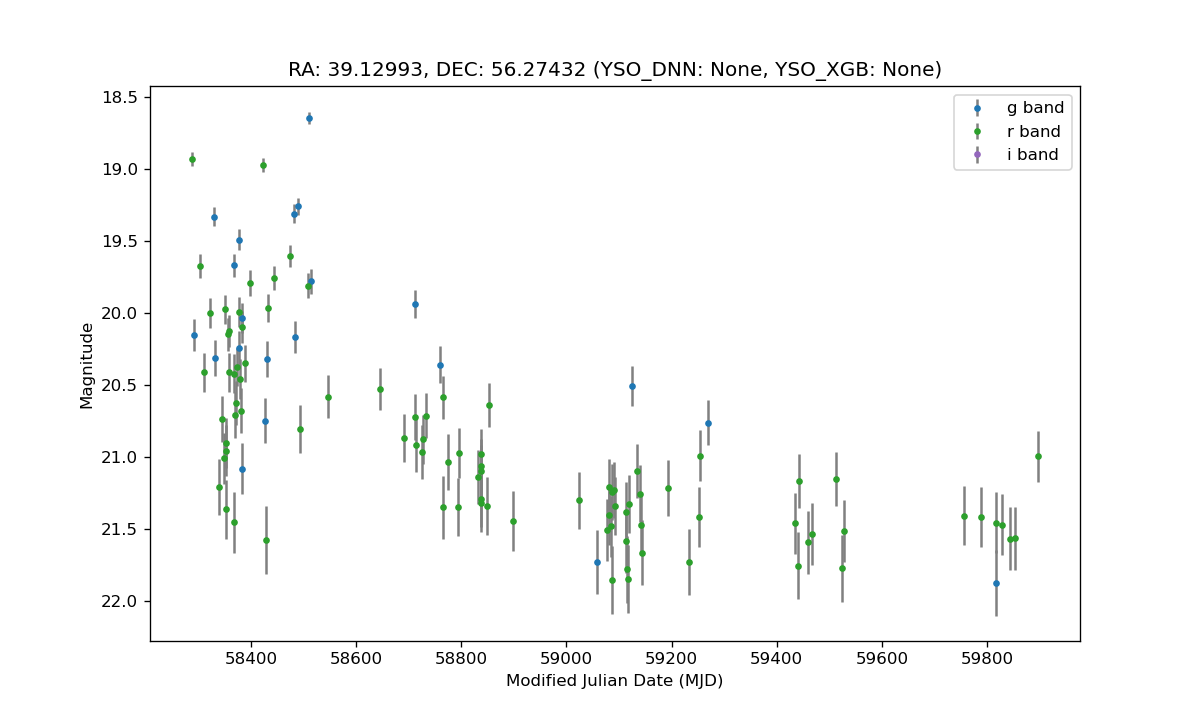 RA: 39.12993, DEC: 56.27432 (YSO_DNN: None, YSO_XGB: None)
g band
r band
i band
18.5
19.0
19.5
20.0
20.5
21.0
21.5
22.0
Magnitude
58400
58600
58800
59000
59200
59400
59600
59800
Modified Julian Date (MJD)